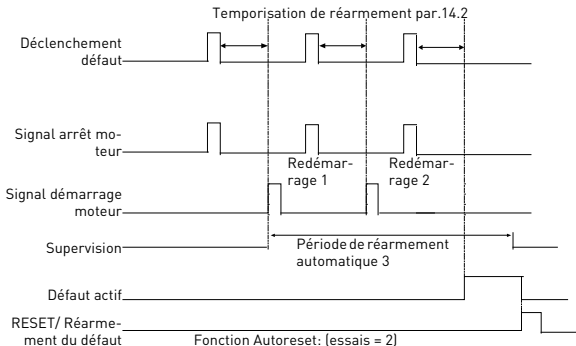 Temporisation de réarmement par.14.2
Déclenchement
défaut
Signal arrêt mo-
teur
Redémar-
rage 1
Redémar-
rage 2
Signal démarrage
moteur
Supervision
Période de réarmement
automatique 3
Défaut actif
RESET/ Réarme-
ment du défaut
Fonction Autoreset: (essais = 2)